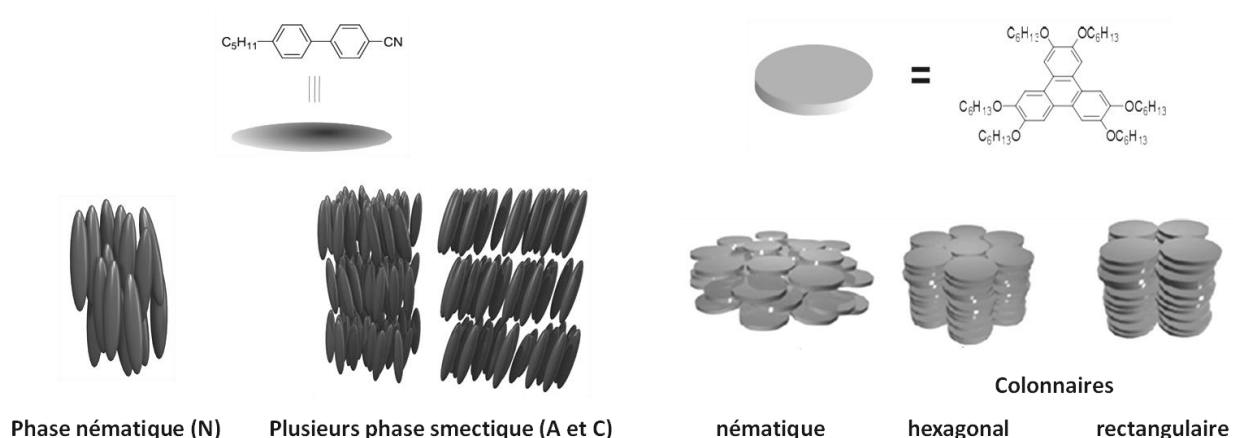 C5H11 CN
C6H13O OC6H13
C6H13O OC6H13
C6H13O OC6H13
=
Colonnaires
Phase nématique (N) Plusieurs phase smectique (A et C) nématique hexagonal rectangulaire